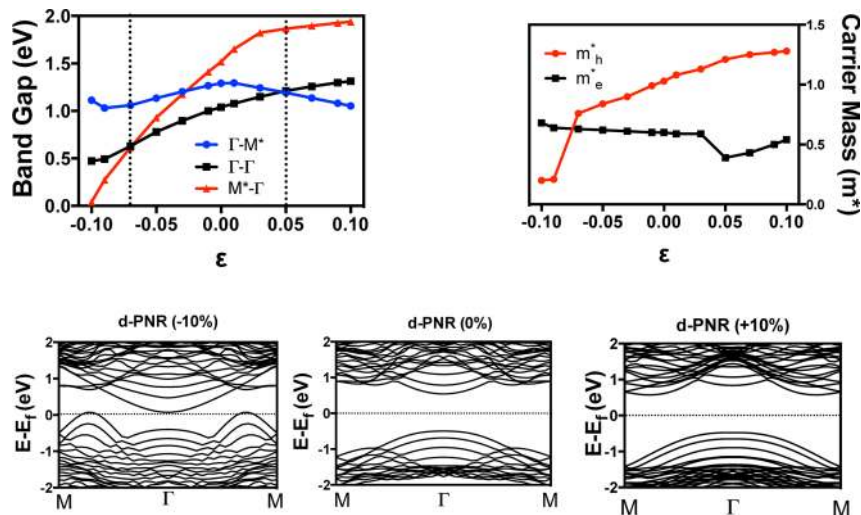 Band Gap (eV)
2.0
1.5
1.0
0.5
0.0
Γ-M*
Γ-Γ
M*-Γ
-0.10
-0.05
0.00
0.05
0.10
ε
m*h
m*e
1.5
1.0
0.5
0.0
Carrier Mass (m*)
-0.10
-0.05
0.00
0.05
0.10
ε
d-PNR (-10%)
E-Ef (eV)
2
1
0
-1
-2
M
Γ
M
d-PNR (0%)
E-Ef (eV)
2
1
0
-1
-2
M
Γ
M
d-PNR (+10%)
E-Ef (eV)
2
1
0
-1
-2
M
Γ
M